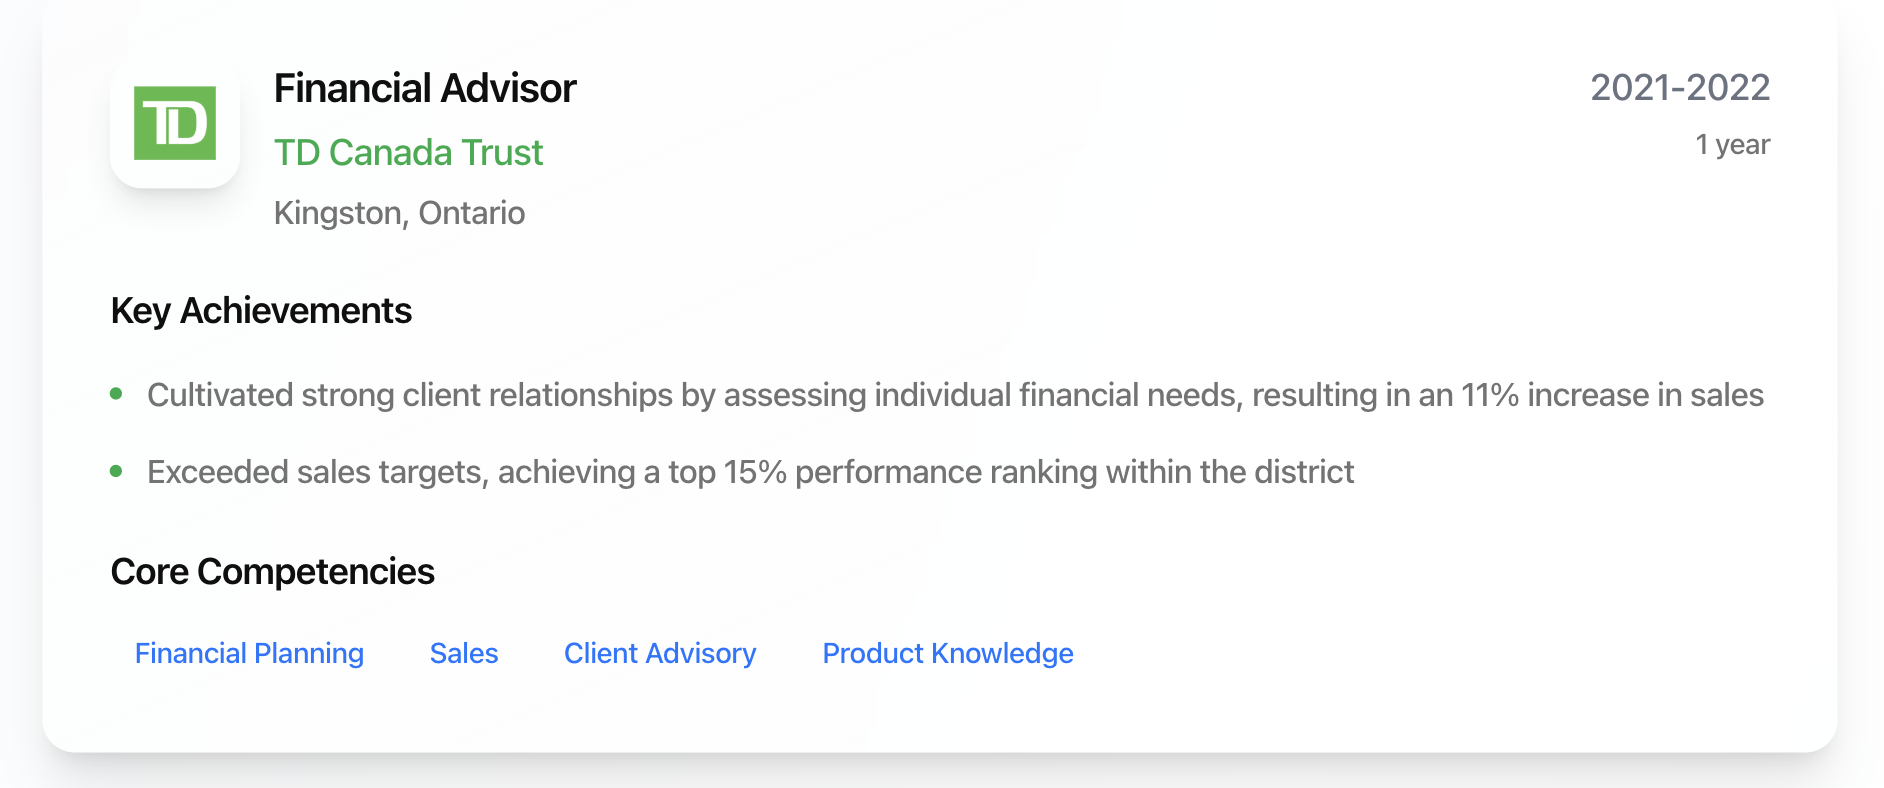 TD
Financial Advisor
2021-2022
TD Canada Trust
1 year
Kingston, Ontario
Key Achievements
• Cultivated strong client relationships by assessing individual financial needs, resulting in an 11% increase in sales
• Exceeded sales targets, achieving a top 15% performance ranking within the district
Core Competencies
Financial Planning Sales Client Advisory Product Knowledge